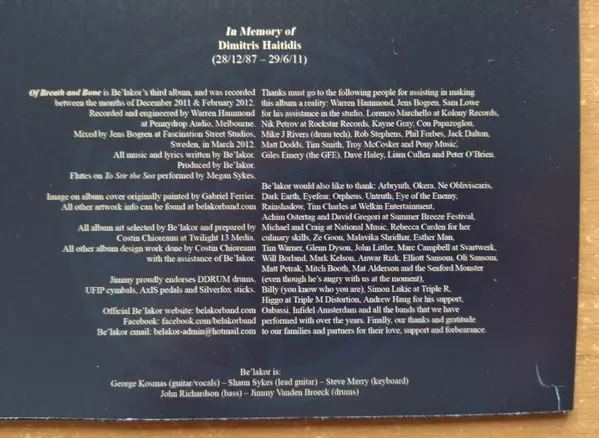 In Memory of
Dimitris Haitidis
(28/12/87 – 29/6/11)
Of Breath and Bone is Be'lakor's third album, and was recorded
between the months of December 2011 & February 2012.
Recorded and engineered by Warren Hammond
at Pennydrop Audio, Melbourne.
Mixed by Jens Bogren at Fascination Street Studios,
Sweden, in March 2012.
All music and lyrics written by Be'lakor.
Produced by Be'lakor.
Flutes on To Stir the Sea performed by Megan Sykes.
Image on album cover originally painted by Gabriel Ferrier.
All other artwork info can be found at belakorband.com
All album art selected by Be'lakor and prepared by
Costin Chioreanu at Twilight 13 Media.
All other album design work done by Costin Chioreanu
with the assistance of Be'lakor.
Jimmy proudly endorses DDRUM drums,
UFIP cymbals, AxIS pedals and Silverfox sticks.
Official Be'lakor website: belakorband.com
Facebook: facebook.com/belakorband
Be'lakor email: belakor-admin@hotmail.com
Thanks must go to the following people for assisting in making
this album a reality: Warren Hammond, Jens Bogren, Sam Lowe
for his assistance in the studio, Lorenzo Marchello at Kolony Records,
Nik Petrov at Rockstar Records, Kayne Gray, Con Papazoglou,
Mike J Rivers (drum tech), Rob Stephens, Phil Forbes, Jack Dalton,
Matt Dodds, Tim Smith, Troy McCosker and Pony Music,
Giles Emery (the GFE), Dave Haley, Liam Cullen and Peter O'Brien.
Be'lakor would also like to thank: Arbrynth, Okera, Ne Obliviscaris,
Dark Earth, Eyefear, Orpheus, Untruth, Eye of the Enemy,
Rainshadow, Tim Charles at Welkin Entertainment,
Achim Ostertag and David Gregori at Summer Breeze Festival,
Michael and Craig at National Music, Rebecca Carden for her
culinary skills, Ze Goon, Malavika Shridhar, Esther Man,
Tim Warner, Glenn Dyson, John Littler, Marc Campbell at Svartwerk,
Will Borland, Mark Kelson, Anwar Rizk, Elliott Sansom, Oli Sansom,
Matt Petrak, Mitch Booth, Mat Alderson and the Seaford Monster
(even though he's angry with us at the moment),
Billy (you know who you are), Simon Lukic at Triple R,
Higgo at Triple M Distortion, Andrew Haug for his support,
Oabassi, Infidel Amsterdam and all the bands that we have
performed with over the years. Finally, our thanks and gratitude
to our families and partners for their love, support and forbearance.
Be'lakor is:
George Kosmas (guitar/vocals) – Shaun Sykes (lead guitar) – Steve Merry (keyboard)
John Richardson (bass) – Jimmy Vanden Broeck (drums)